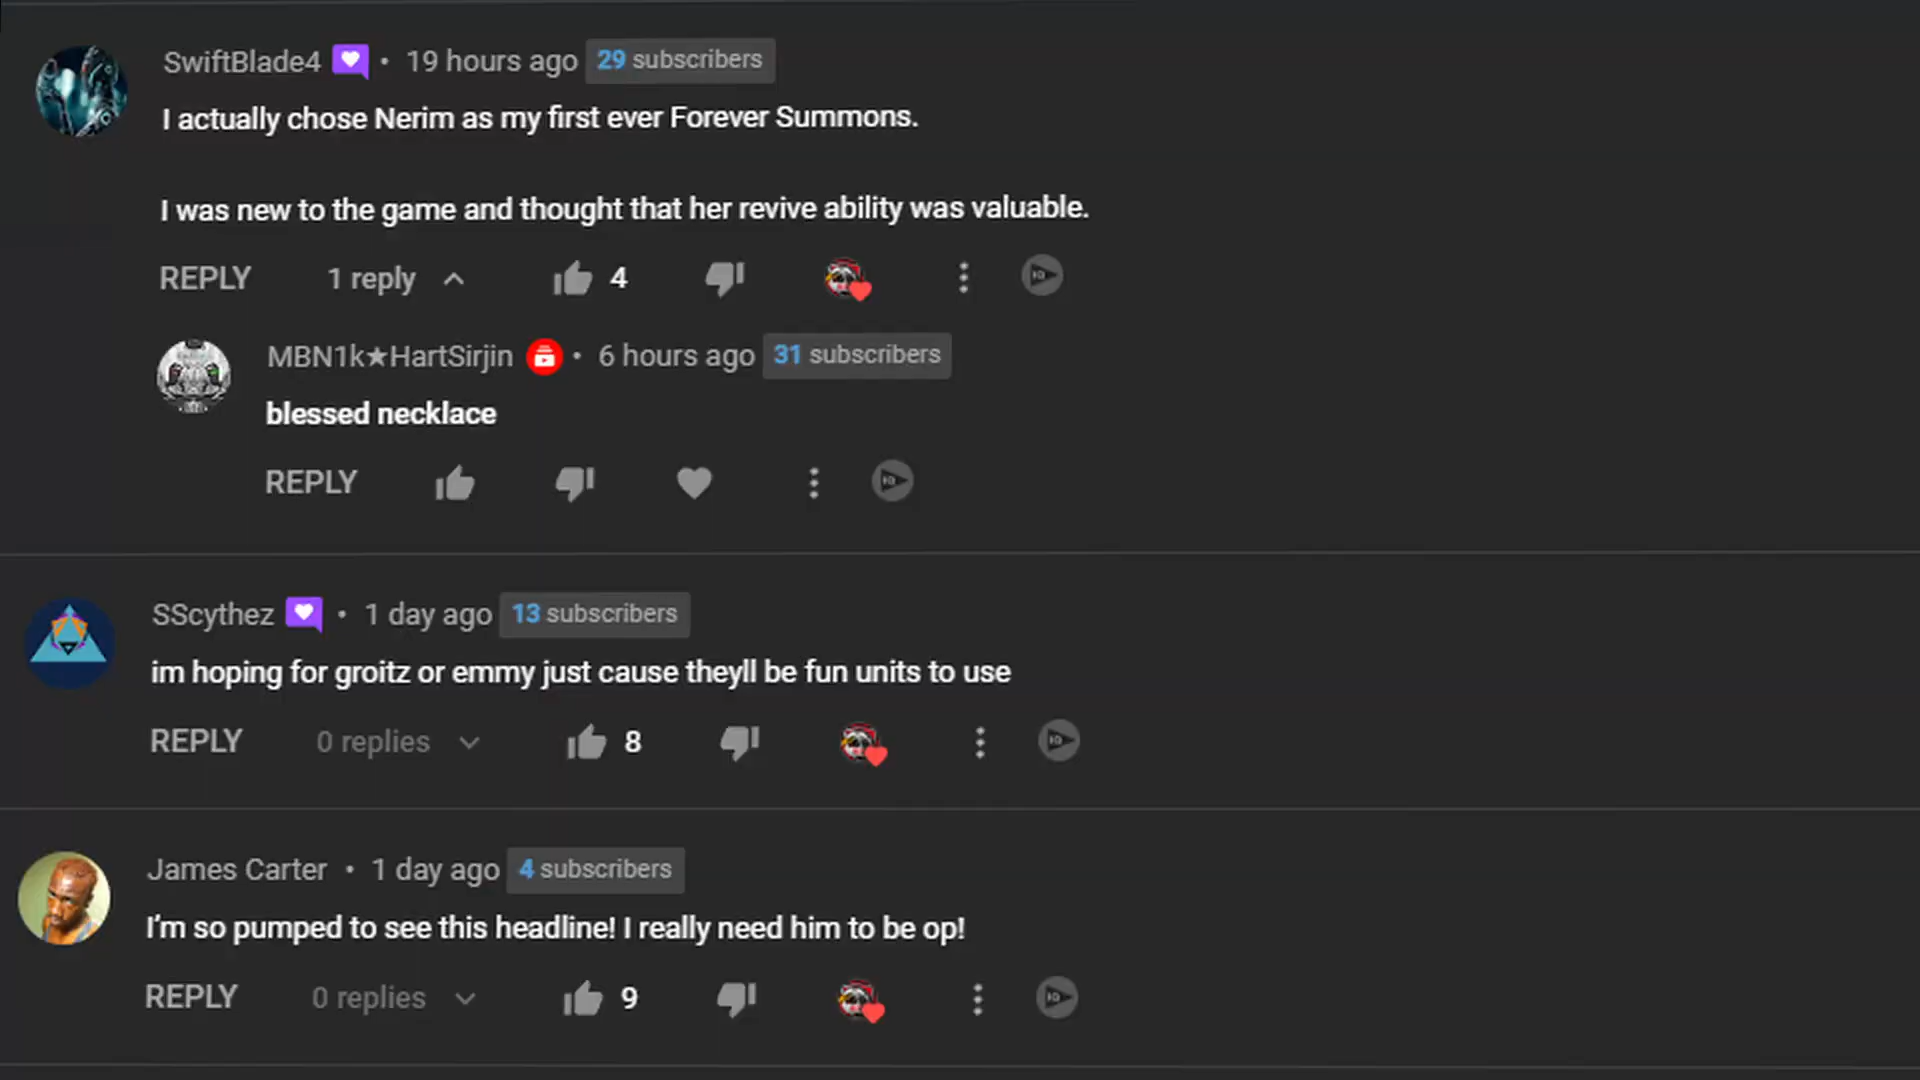 SwiftBlade4 • 19 hours ago 29 subscribers
I actually chose Nerim as my first ever Forever Summons.
I was new to the game and thought that her revive ability was valuable.
REPLY 1 reply 4
MBN1k★HartSirjin • 6 hours ago 31 subscribers
blessed necklace
REPLY
SScythez • 1 day ago 13 subscribers
im hoping for groitz or emmy just cause theyll be fun units to use
REPLY 0 replies 8
James Carter • 1 day ago 4 subscribers
I'm so pumped to see this headline! I really need him to be op!
REPLY 0 replies 9